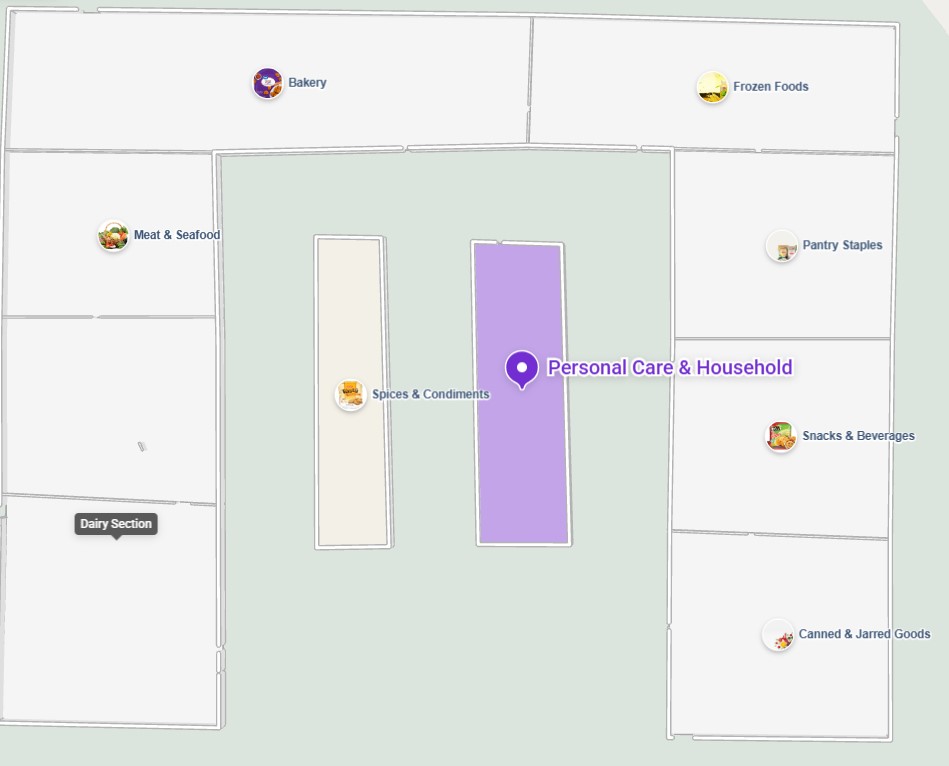 Bakery
Frozen Foods
Meat & Seafood
Pantry Staples
Personal Care & Household
Spices & Condiments
Snacks & Beverages
Dairy Section
Canned & Jarred Goods